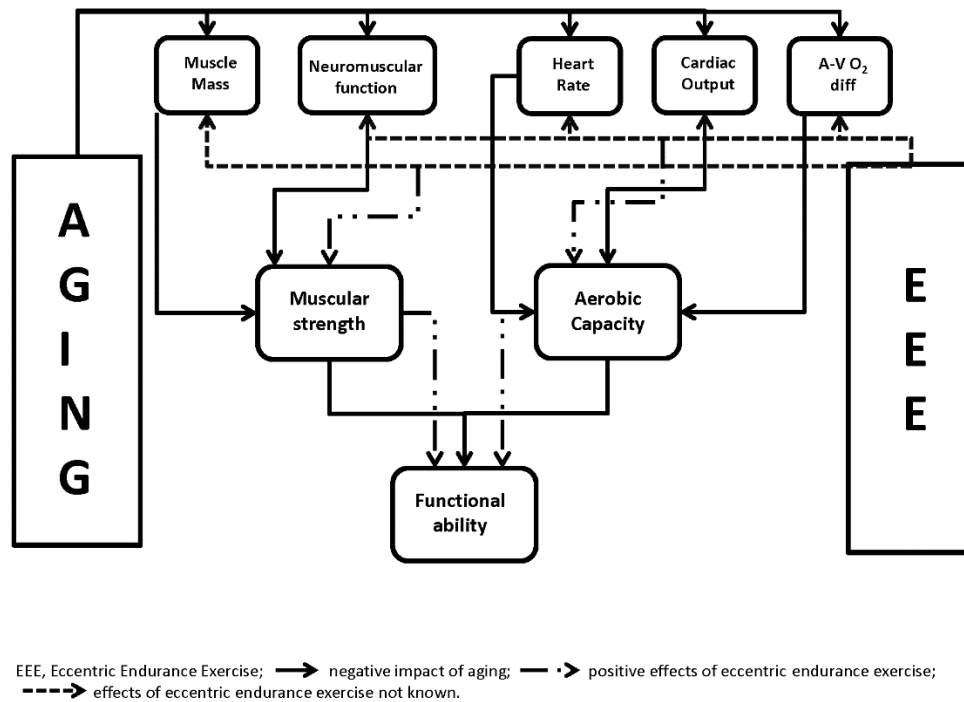 Muscle
Mass
Neuromuscular
function
Heart
Rate
Cardiac
Output
A-V O₂
diff
A
G
I
N
G
E
E
E
Muscular
strength
Aerobic
Capacity
Functional
ability
EEE, Eccentric Endurance Exercise; negative impact of aging; positive effects of eccentric endurance exercise;
effects of eccentric endurance exercise not known.